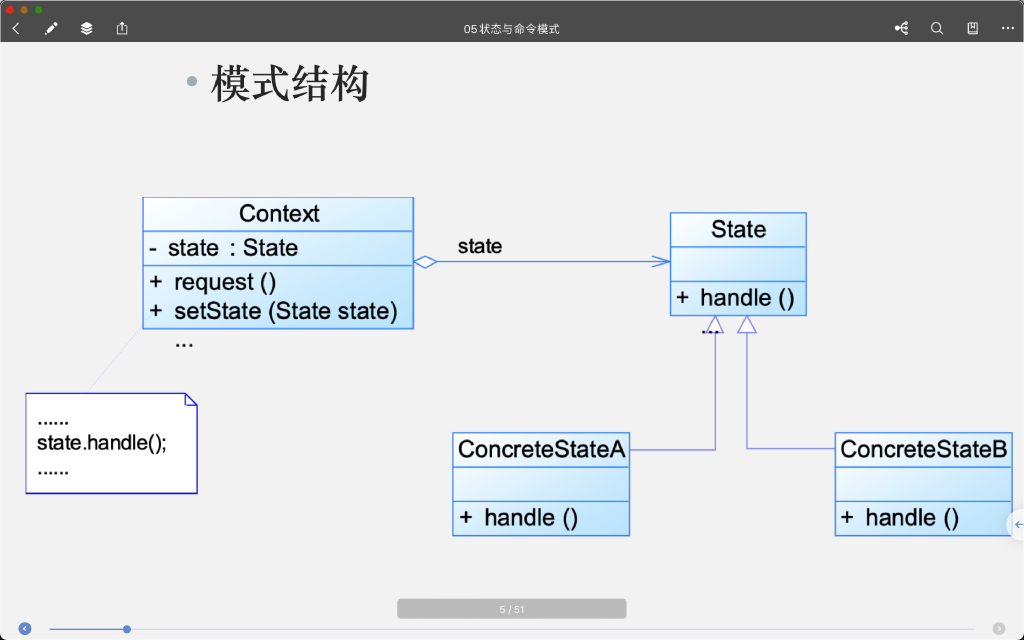 05状态与命令模式
模式结构
Context
- state : State
+ request ()
+ setState (State state)
...
state
State
+ handle ()
...
......
state.handle();
......
ConcreteStateA
+ handle ()
ConcreteStateB
+ handle ()
5 / 51